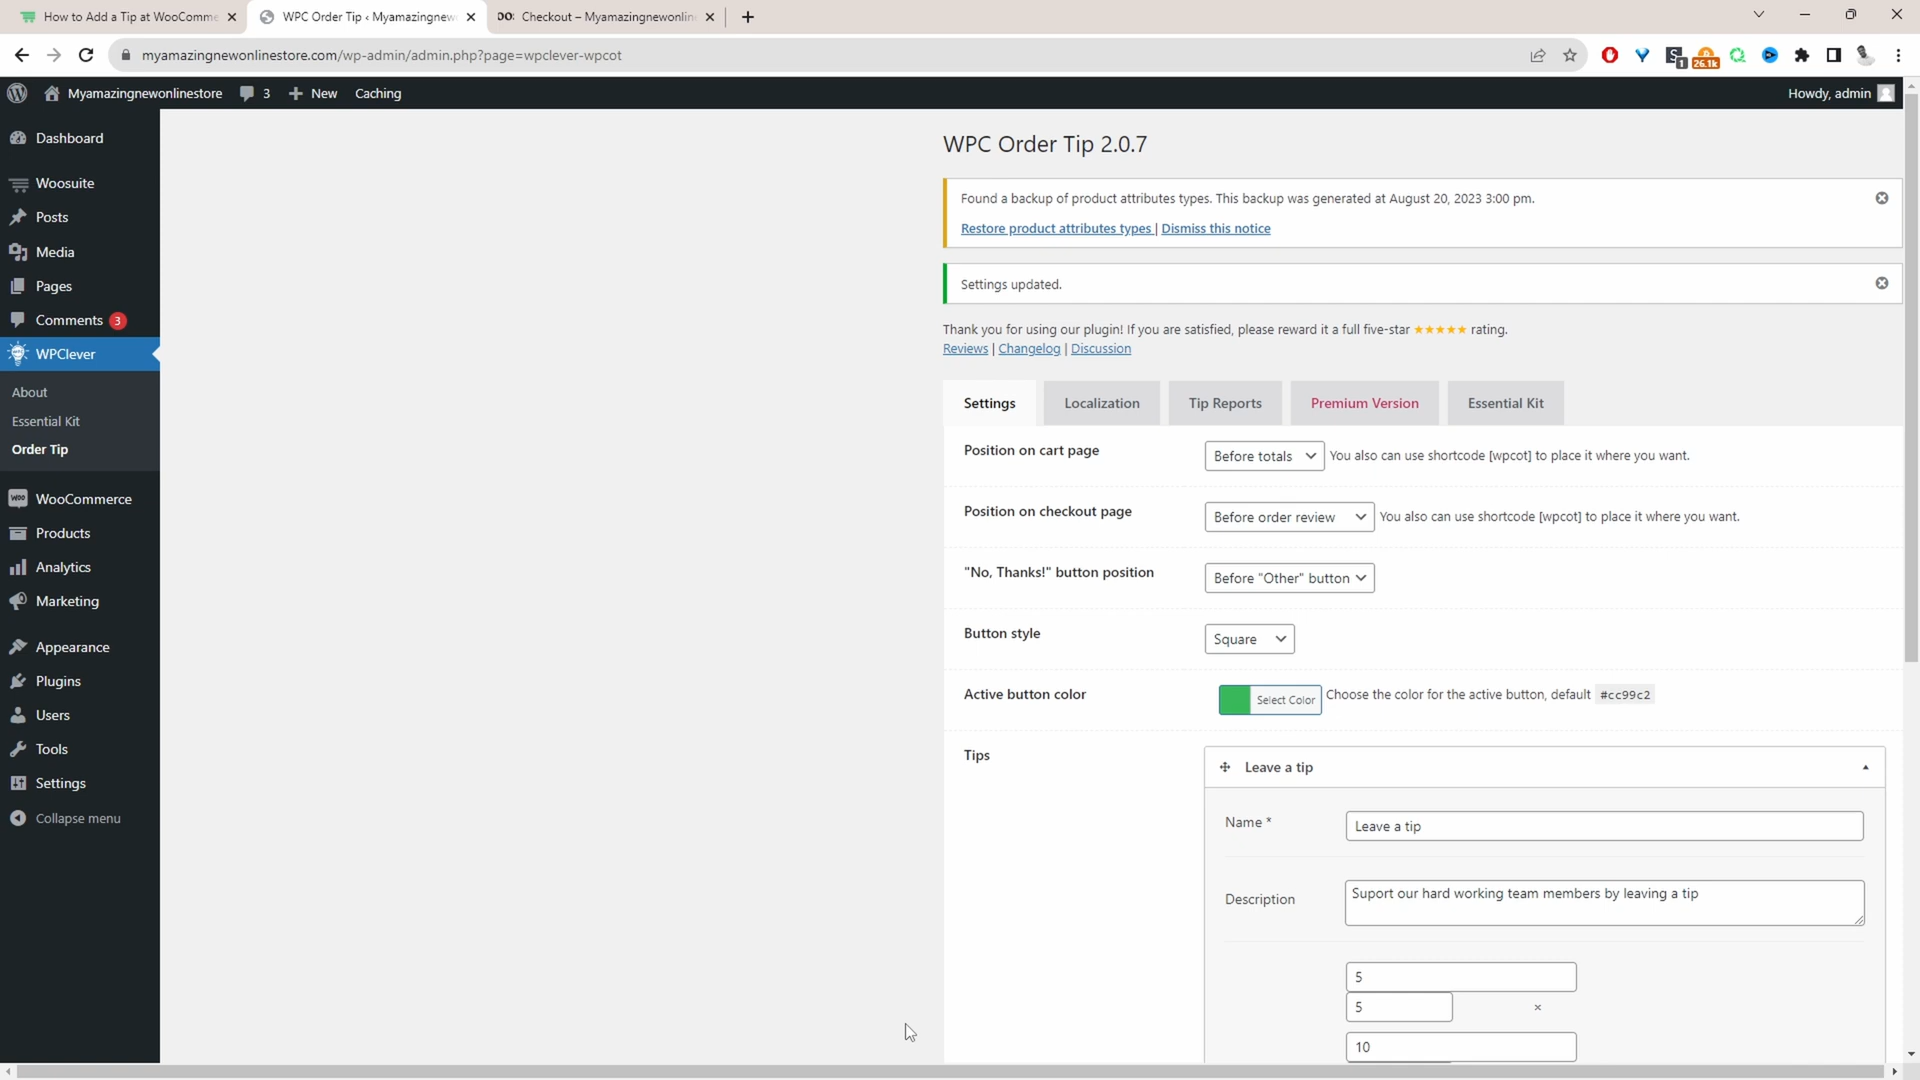 How to Add a Tip at WooComme
WPC Order Tip ‹ Myamazingnew
Checkout – Myamazingnewonlin
myamazingnewonlinestore.com/wp-admin/admin.php?page=wpclever-wpcot
1
26.1k
Myamazingnewonlinestore
3
New
Caching
Howdy, admin
Dashboard
Woosuite
Posts
Media
Pages
Comments 3
WPClever
About
Essential Kit
Order Tip
WooCommerce
Products
Analytics
Marketing
Appearance
Plugins
Users
Tools
Settings
Collapse menu
WPC Order Tip 2.0.7
Found a backup of product attributes types. This backup was generated at August 20, 2023 3:00 pm.
Restore product attributes types | Dismiss this notice
Settings updated.
Thank you for using our plugin! If you are satisfied, please reward it a full five-star ★★★★★ rating.
Reviews | Changelog | Discussion
Settings
Localization
Tip Reports
Premium Version
Essential Kit
Position on cart page
Before totals
You also can use shortcode [wpcot] to place it where you want.
Position on checkout page
Before order review
You also can use shortcode [wpcot] to place it where you want.
"No, Thanks!" button position
Before "Other" button
Button style
Square
Active button color
Select Color
Choose the color for the active button, default #cc99c2
Tips
Leave a tip
Name *
Leave a tip
Description
Suport our hard working team members by leaving a tip
5
5
×
10